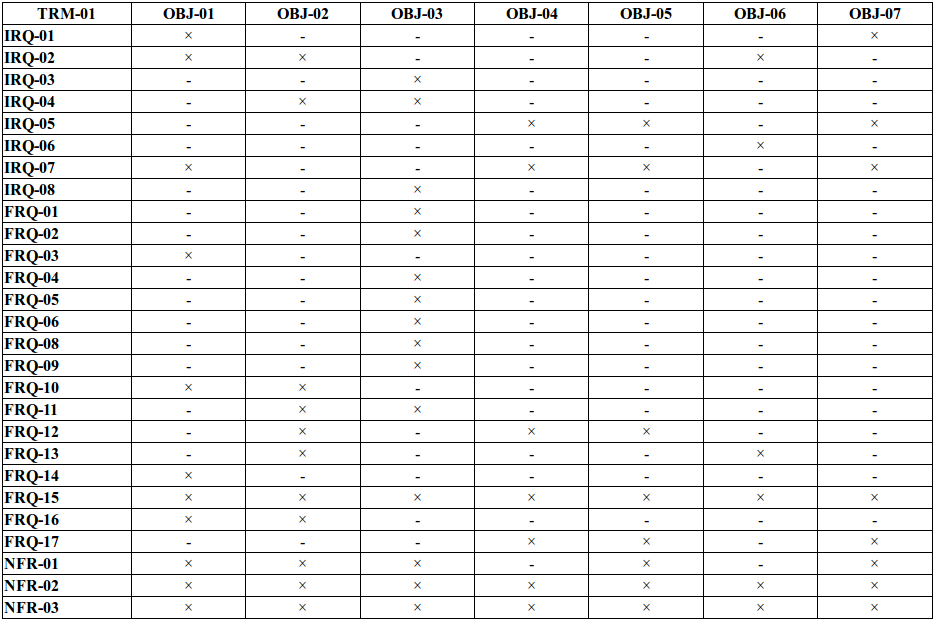 TRM-01 OBJ-01 OBJ-02 OBJ-03 OBJ-04 OBJ-05 OBJ-06 OBJ-07
IRQ-01 × - - - - - ×
IRQ-02 × × - - - × -
IRQ-03 - - × - - - -
IRQ-04 - × × - - - -
IRQ-05 - - - × × - ×
IRQ-06 - - - - - × -
IRQ-07 × - - × × - ×
IRQ-08 - - × - - - -
FRQ-01 - - × - - - -
FRQ-02 - - × - - - -
FRQ-03 × - - - - - -
FRQ-04 - - × - - - -
FRQ-05 - - × - - - -
FRQ-06 - - × - - - -
FRQ-08 - - × - - - -
FRQ-09 - - × - - - -
FRQ-10 × × - - - - -
FRQ-11 - × × - - - -
FRQ-12 - × - × × - -
FRQ-13 - × - - - × -
FRQ-14 × - - - - - -
FRQ-15 × × × × × × ×
FRQ-16 × × - - - - -
FRQ-17 - - - × × - ×
NFR-01 × × × - × - ×
NFR-02 × × × × × × ×
NFR-03 × × × × × × ×